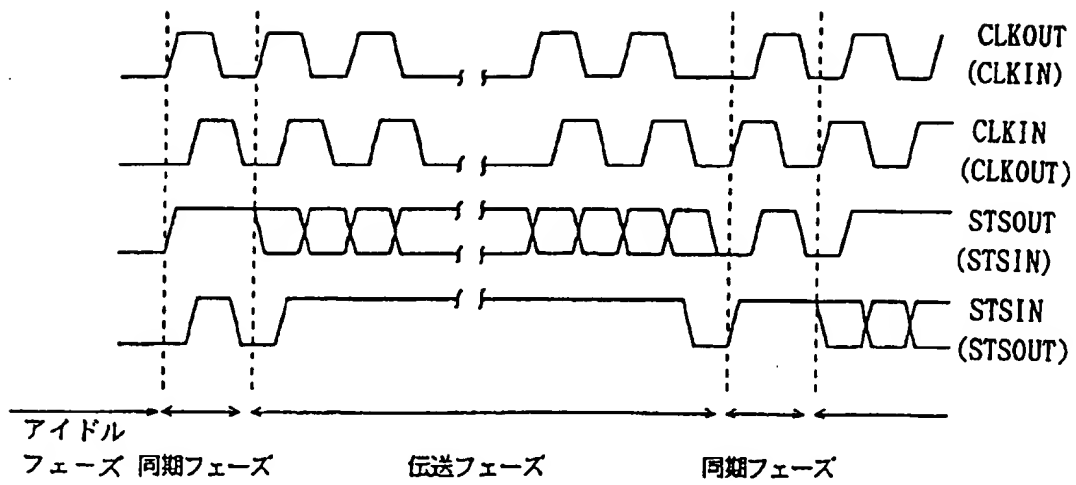 CLKOUT
(CLKIN)
CLKIN
(CLKOUT)
STSOUT
(STSIN)
STSIN
(STSOUT)
アイドル
フェーズ 同期フェーズ 伝送フェーズ 同期フェーズ